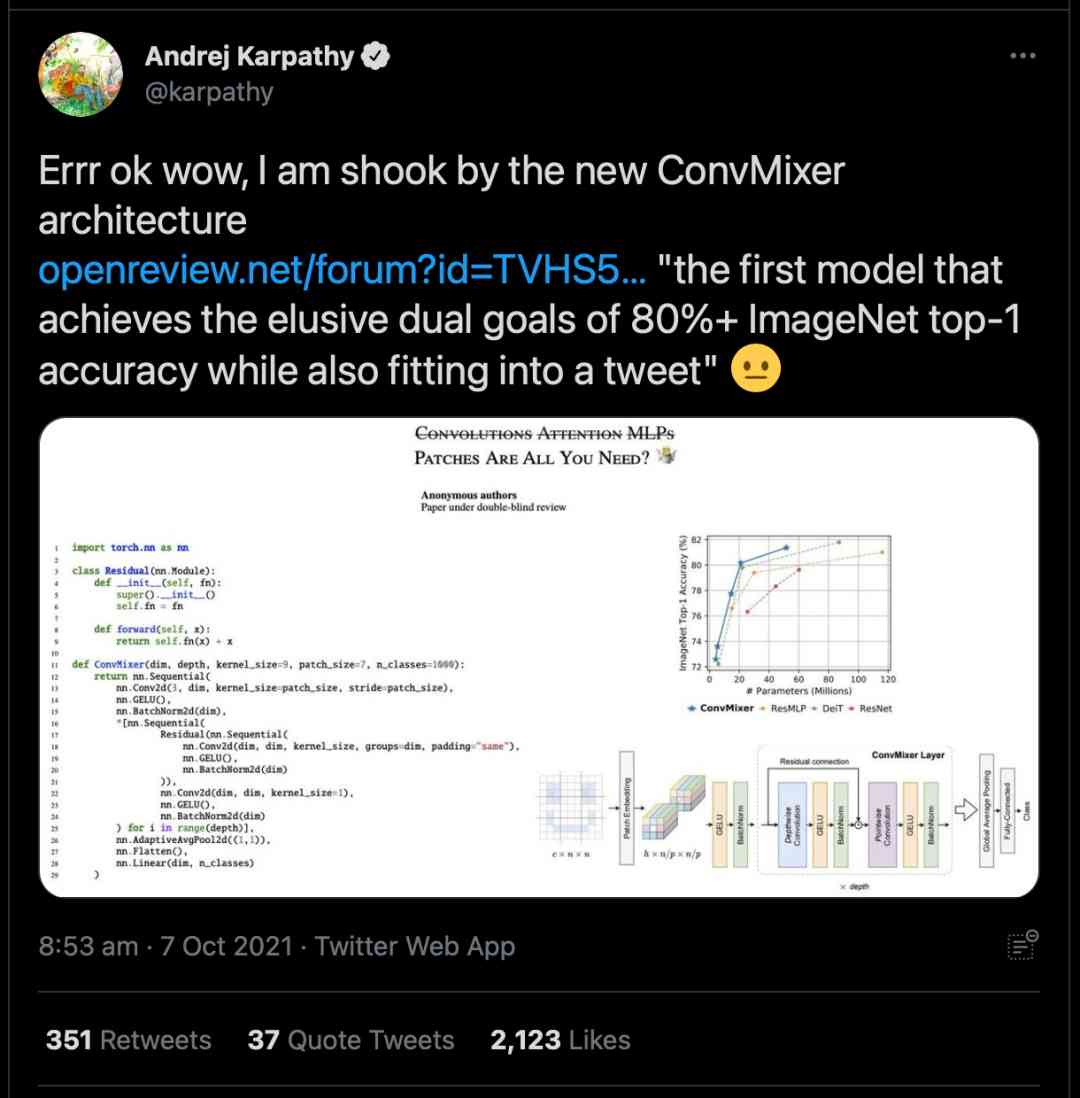 Andrej Karpathy
@karpathy
Errr ok wow, I am shook by the new ConvMixer
architecture
openreview.net/forum?id=TVHS5... "the first model that
achieves the elusive dual goals of 80%+ ImageNet top-1
accuracy while also fitting into a tweet" 😐
CONVOLUTIONS ATTENTION MLPS
PATCHES ARE ALL YOU NEED? 🤷
Anonymous authors
Paper under double-blind review
1 import torch.nn as nn
2
3 class Residual(nn.Module):
4 def __init__(self, fn):
5 super().__init__()
6 self.fn = fn
7
8 def forward(self, x):
9 return self.fn(x) + x
10
11 def ConvMixer(dim, depth, kernel_size=9, patch_size=7, n_classes=1000):
12 return nn.Sequential(
13 nn.Conv2d(3, dim, kernel_size=patch_size, stride=patch_size),
14 nn.GELU(),
15 nn.BatchNorm2d(dim),
16 *[nn.Sequential(
17 Residual(nn.Sequential(
18 nn.Conv2d(dim, dim, kernel_size, groups=dim, padding="same"),
19 nn.GELU(),
20 nn.BatchNorm2d(dim)
21 )),
22 nn.Conv2d(dim, dim, kernel_size=1),
23 nn.GELU(),
24 nn.BatchNorm2d(dim)
25 ) for i in range(depth)],
26 nn.AdaptiveAvgPool2d((1,1)),
27 nn.Flatten(),
28 nn.Linear(dim, n_classes)
29 )
ImageNet Top-1 Accuracy (%)
82
80
78
76
74
72
0 20 40 60 80 100 120
# Parameters (Millions)
ConvMixer ResMLP DeiT ResNet
c × n × n
Patch Embedding
h × n/p × n/p
GELU
BatchNorm
Residual connection
ConvMixer Layer
Depthwise
Convolution
GELU
BatchNorm
+
Pointwise
Convolution
GELU
BatchNorm
× depth
Global Average Pooling
Fully-Connected
Class
8:53 am · 7 Oct 2021 · Twitter Web App
351 Retweets 37 Quote Tweets 2,123 Likes